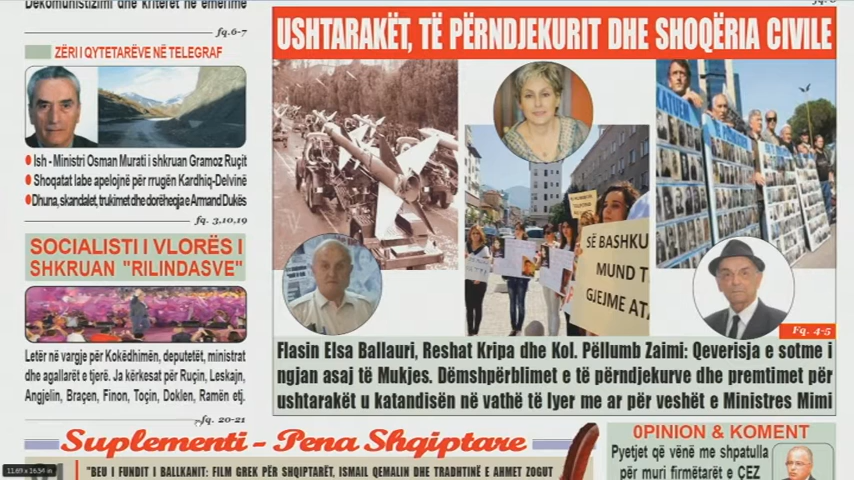 Dekomunistizimi dhe kriteret në emërime
fq.6-7
ZËRI I QYTETARËVE NË TELEGRAF
Ish - Ministri Osman Murati i shkruan Gramoz Ruçit
Shoqatat labe apelojnë për rrugën Kardhiq-Delvinë
Dhuna, skandalet, trukimet dhe dorëheqja e Armand Dukës
fq. 3,10,19
SOCIALISTI I VLORËS I
SHKRUAN "RILINDASVE"
Letër në vargje për Kokëdhimën, deputetët, ministrat
dhe agallarët e tjerë. Ja kërkesat për Ruçin, Leskajn,
Angjelin, Braçen, Finon, Toçin, Doklen, Ramën etj.
fq. 20-21
USHTARAKËT, TË PËRNDJEKURIT DHE SHOQËRIA CIVILE
SË BASHKU
MUND T
GJEJME ATA
Fq. 4-5
Flasin Elsa Ballauri, Reshat Kripa dhe Kol. Pëllumb Zaimi: Qeverisja e sotme i
ngjan asaj të Mukjes. Dëmshpërblimet e të përndjekurve dhe premtimet për
ushtarakët u katandisën në vathë të lyer me ar për veshët e Ministres Mimi
Suplementi - Pena Shqiptare
"BEU I FUNDIT I BALLKANIT: FILM GREK PËR SHQIPTARËT, ISMAIL QEMALIN DHE TRADHTINË E AHMET ZOGUT
OPINION & KOMENT
Pyetjet që vënë me shpatulla
për muri firmëtarët e ÇEZ
11.69 x 16.54 in